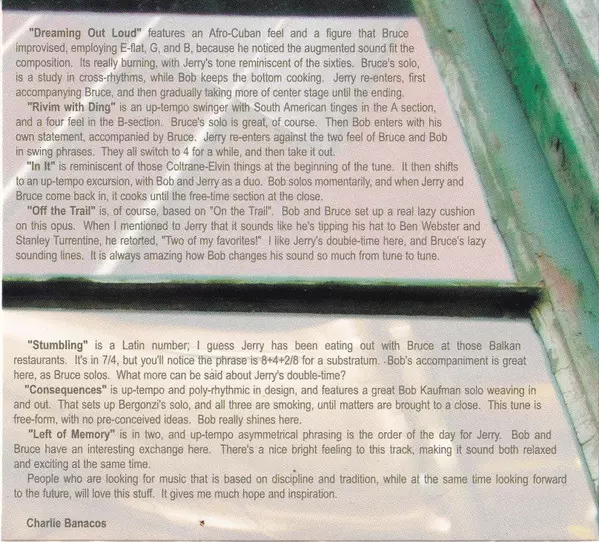 "Dreaming Out Loud" features an Afro-Cuban feel and a figure that Bruce
improvised, employing E-flat, G, and B, because he noticed the augmented sound fit the
composition. Its really burning, with Jerry's tone reminiscent of the sixties. Bruce's solo,
is a study in cross-rhythms, while Bob keeps the bottom cooking. Jerry re-enters, first
accompanying Bruce, and then gradually taking more of center stage until the ending.
"Rivim with Ding" is an up-tempo swinger with South American tinges in the A section,
and a four feel in the B-section. Bruce's solo is great, of course. Then Bob enters with his
own statement, accompanied by Bruce. Jerry re-enters against the two feel of Bruce and Bob
in swing phrases. They all switch to 4 for a while, and then take it out.
"In It" is reminiscent of those Coltrane-Elvin things at the beginning of the tune. It then shifts
to an up-tempo excursion, with Bob and Jerry as a duo. Bob solos momentarily, and when Jerry and
Bruce come back in, it cooks until the free-time section at the close.
"Off the Trail" is, of course, based on "On the Trail". Bob and Bruce set up a real lazy cushion
on this opus. When I mentioned to Jerry that it sounds like he's tipping his hat to Ben Webster and
Stanley Turrentine, he retorted, "Two of my favorites!" I like Jerry's double-time here, and Bruce's lazy
sounding lines. It is always amazing how Bob changes his sound so much from tune to tune.
"Stumbling" is a Latin number; I guess Jerry has been eating out with Bruce at those Balkan
restaurants. It's in 7/4, but you'll notice the phrase is 8+4+2/8 for a substratum. Bob's accompaniment is great
here, as Bruce solos. What more can be said about Jerry's double-time?
"Consequences" is up-tempo and poly-rhythmic in design, and features a great Bob Kaufman solo weaving in
and out. That sets up Bergonzi's solo, and all three are smoking, until matters are brought to a close. This tune is
free-form, with no pre-conceived ideas. Bob really shines here.
"Left of Memory" is in two, and up-tempo asymmetrical phrasing is the order of the day for Jerry. Bob and
Bruce have an interesting exchange here. There's a nice bright feeling to this track, making it sound both relaxed
and exciting at the same time.
People who are looking for music that is based on discipline and tradition, while at the same time looking forward
to the future, will love this stuff. It gives me much hope and inspiration.
Charlie Banacos